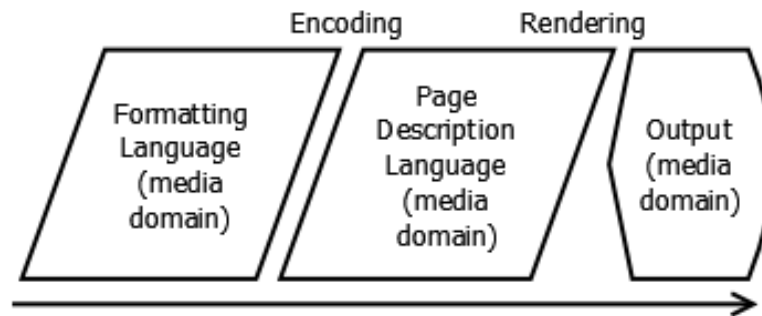 Encoding
Rendering
Formatting
Language
(media
domain)
Page
Description
Language
(media
domain)
Output
(media
domain)